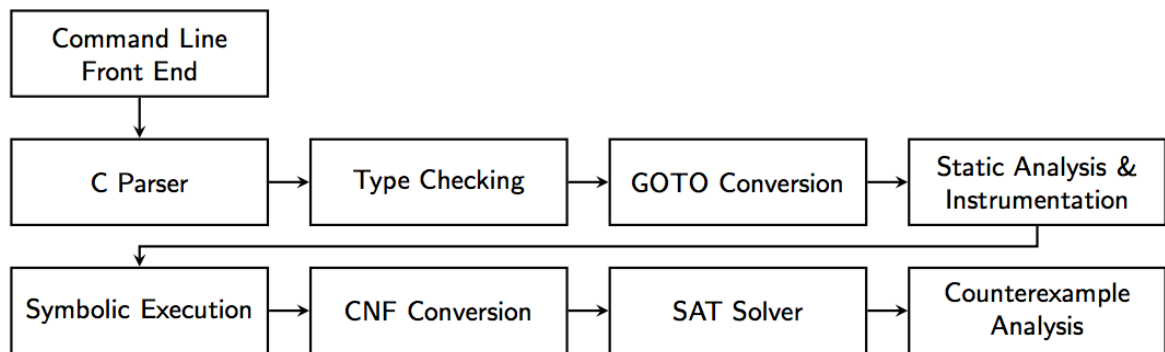 Command Line
Front End
C Parser
Type Checking
GOTO Conversion
Static Analysis &
Instrumentation
Symbolic Execution
CNF Conversion
SAT Solver
Counterexample
Analysis